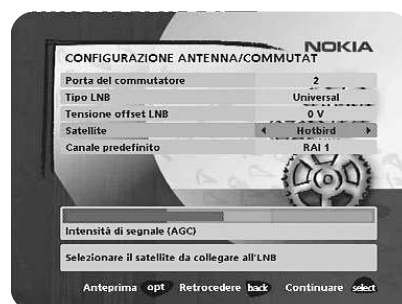 NOKIA
CONFIGURAZIONE ANTENNA/COMMUTAT
Porta del commutatore 2
Tipo LNB Universal
Tensione offset LNB 0 V
Satellite Hotbird
Canale predefinito RAI 1
Intensità di segnale (AGC)
Selezionare il satellite da collegare all'LNB
Anteprima opt Retrocedere back Continuare select